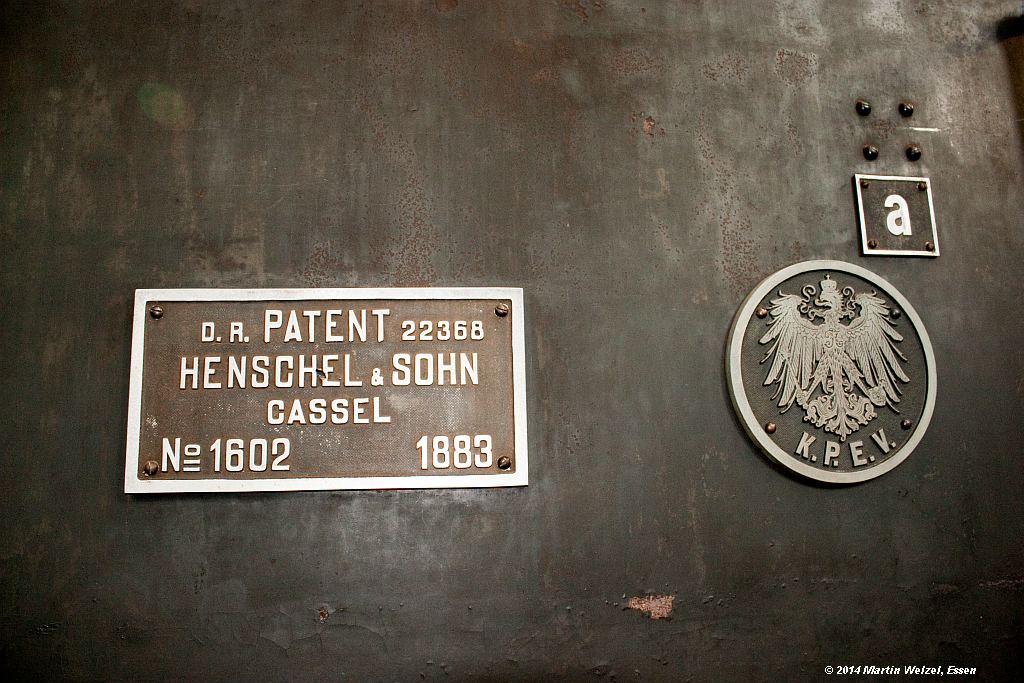 D. R. PATENT 22368
HENSCHEL & SOHN
CASSEL
No 1602 1883
a
K.P.E.V.
© 2014 Martin Welzel, Essen